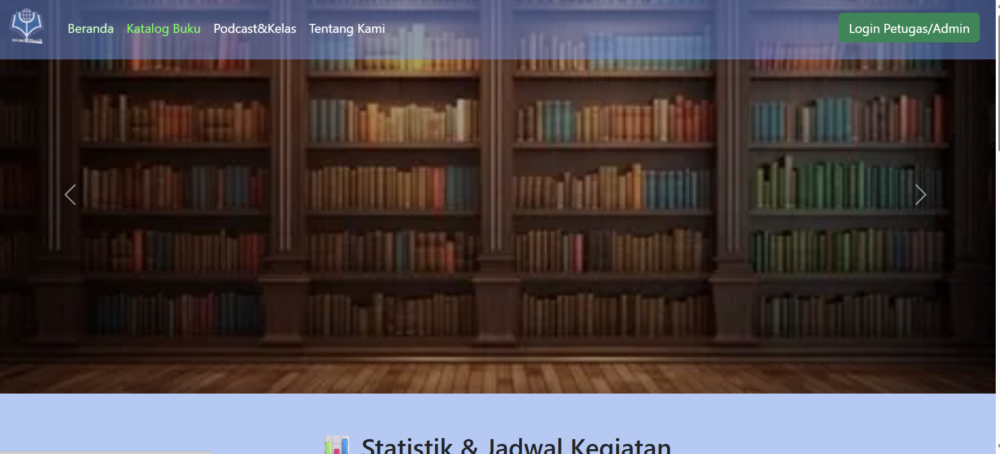 Beranda Katalog Buku Podcast&Kelas Tentang Kami Login Petugas/Admin
Statistik & Jadwal Kegiatan